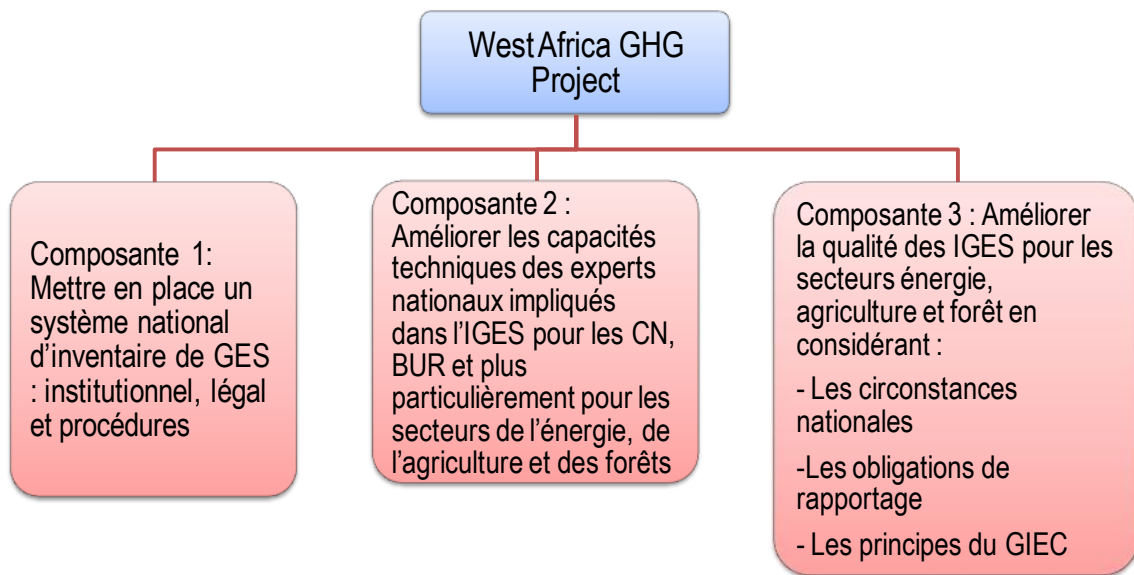 West Africa GHG
Project
Composante 1:
Mettre en place un
système national
d'inventaire de GES
: institutionnel, légal
et procédures
Composante 2 :
Améliorer les capacités
techniques des experts
nationaux impliqués
dans l'IGES pour les CN,
BUR et plus
particulièrement pour les
secteurs de l'énergie, de
l'agriculture et des forêts
Composante 3 : Améliorer
la qualité des IGES pour les
secteurs énergie,
agriculture et forêt en
considérant :
- Les circonstances
nationales
-Les obligations de
rapportage
- Les principes du GIEC